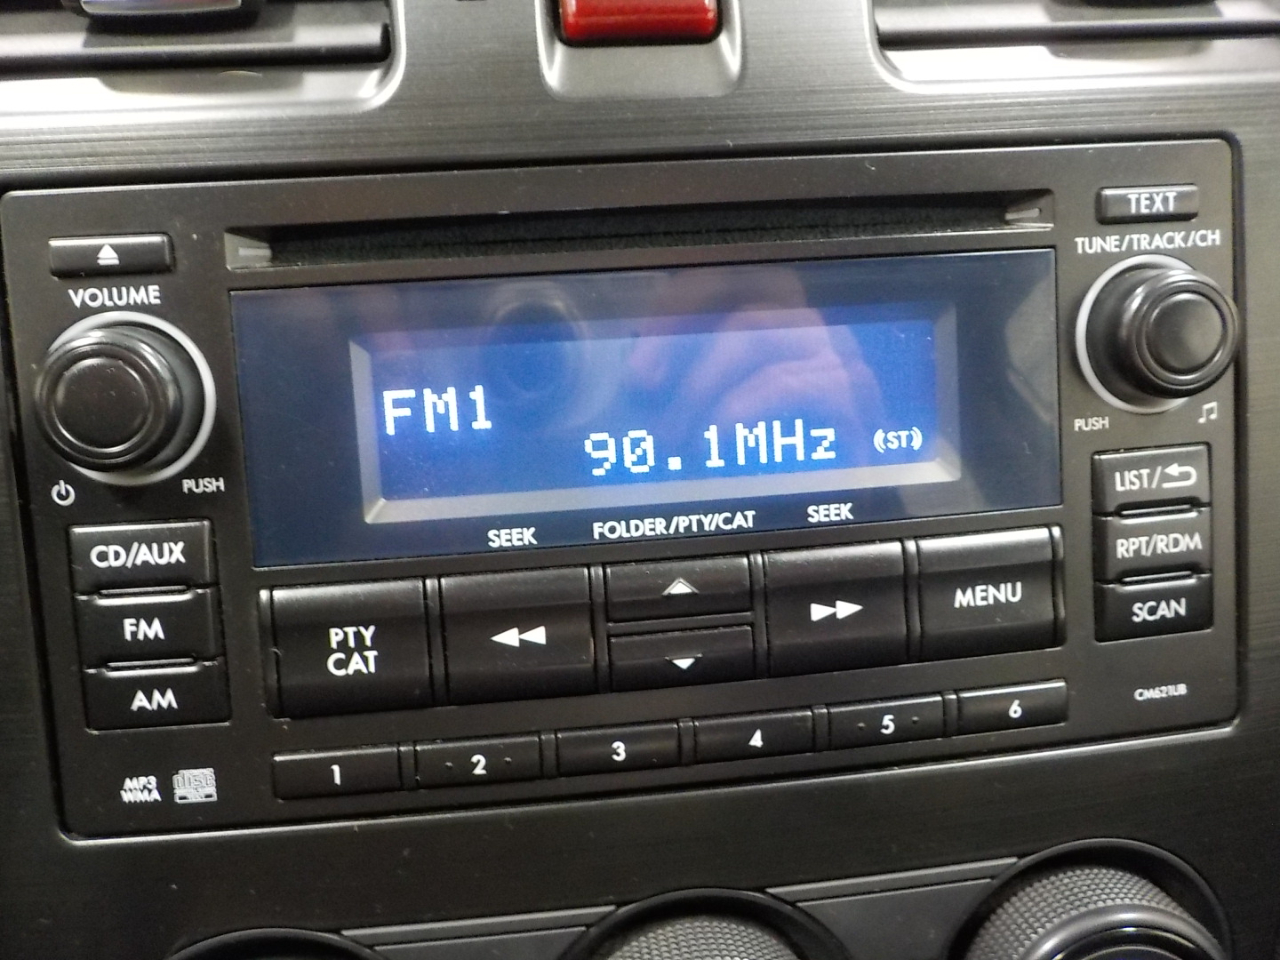 TEXT
TUNE/TRACK/CH
VOLUME
FM1
90.1MHz (ST)
PUSH
PUSH
SEEK
FOLDER/PTY/CAT
SEEK
CD/AUX
FM
AM
PTY
CAT
MENU
LIST/
RPT/RDM
SCAN
CM621UB
1
2
3
4
5
6
MP3
WMA
disc